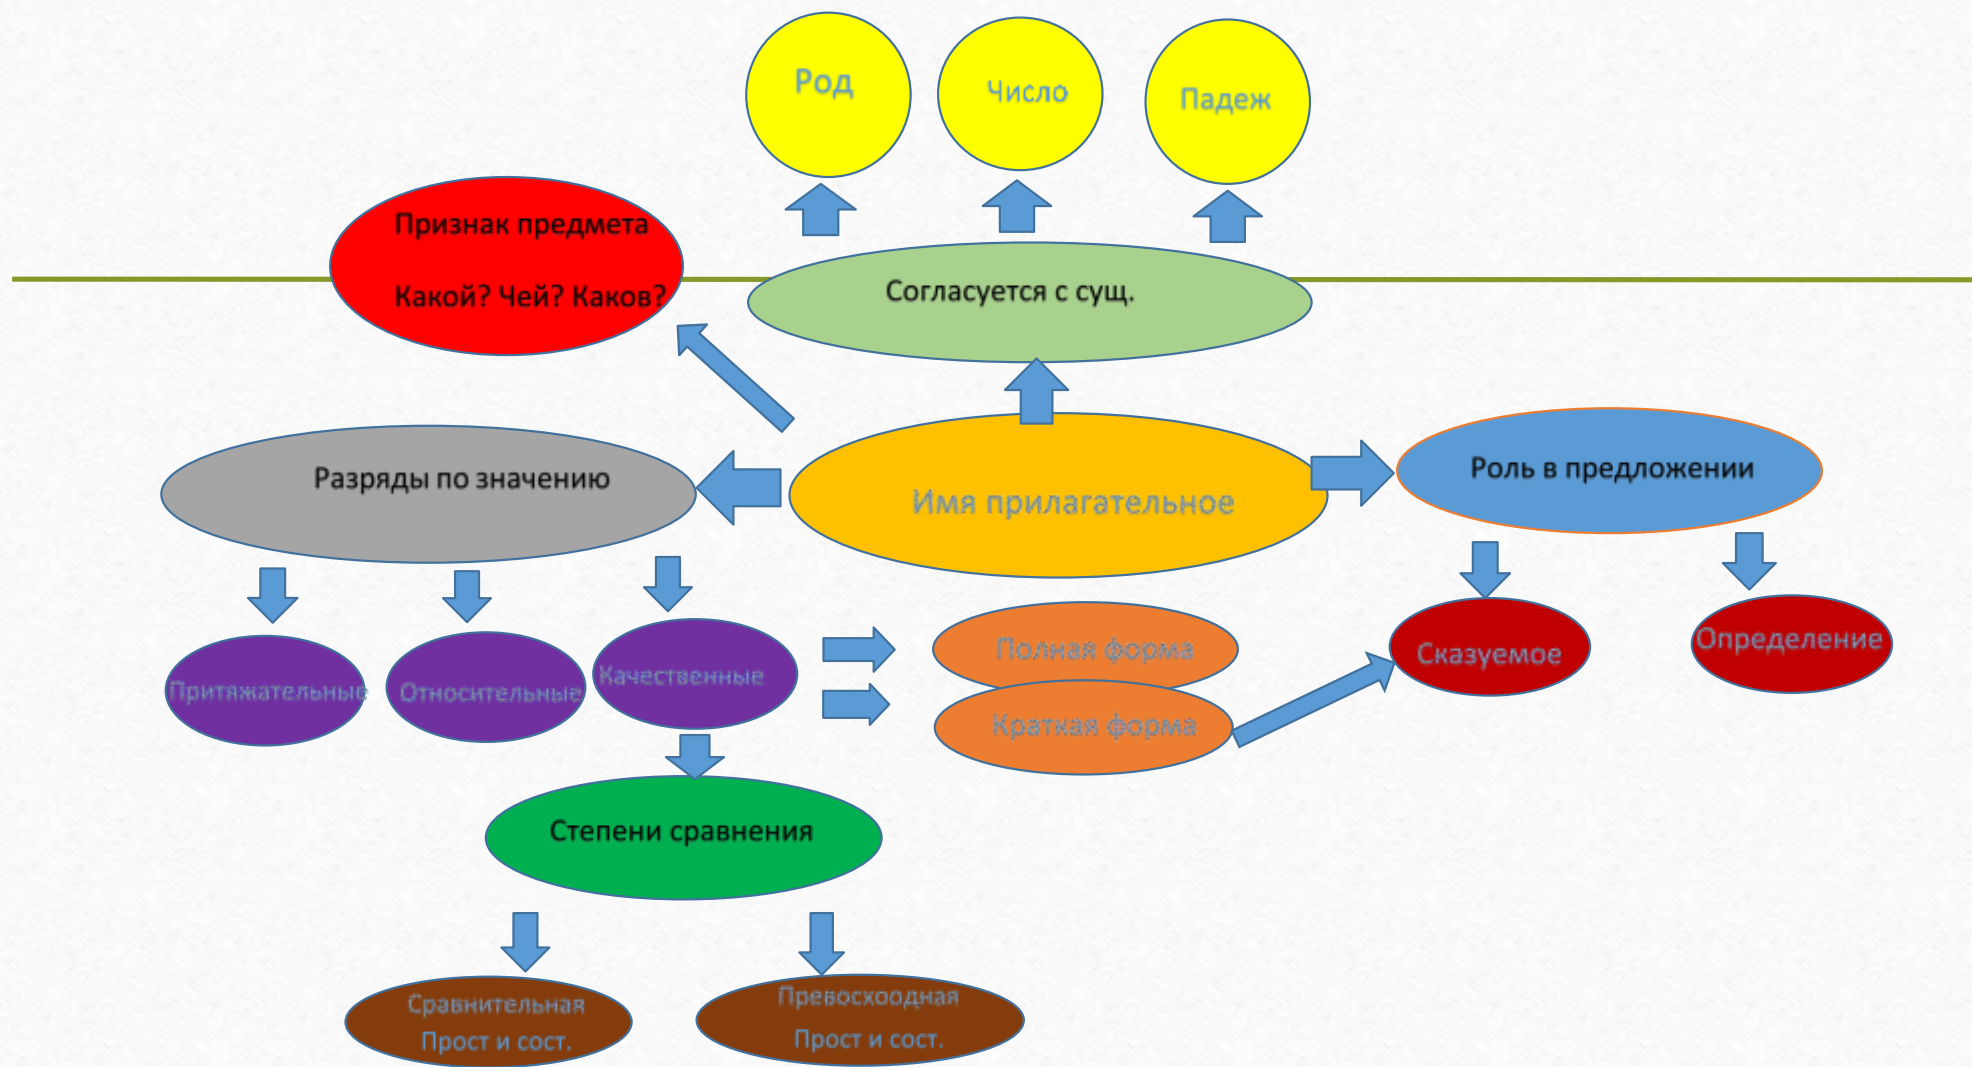 Род
Число
Падеж
Признак предмета
Какой? Чей? Каков?
Согласуется с сущ.
Разряды по значению
Имя прилагательное
Роль в предложении
Притяжательные
Относительные
Качественные
Полная форма
Краткая форма
Сказуемое
Определение
Степени сравнения
Сравнительная
Прост и сост.
Превосхоодная
Прост и сост.